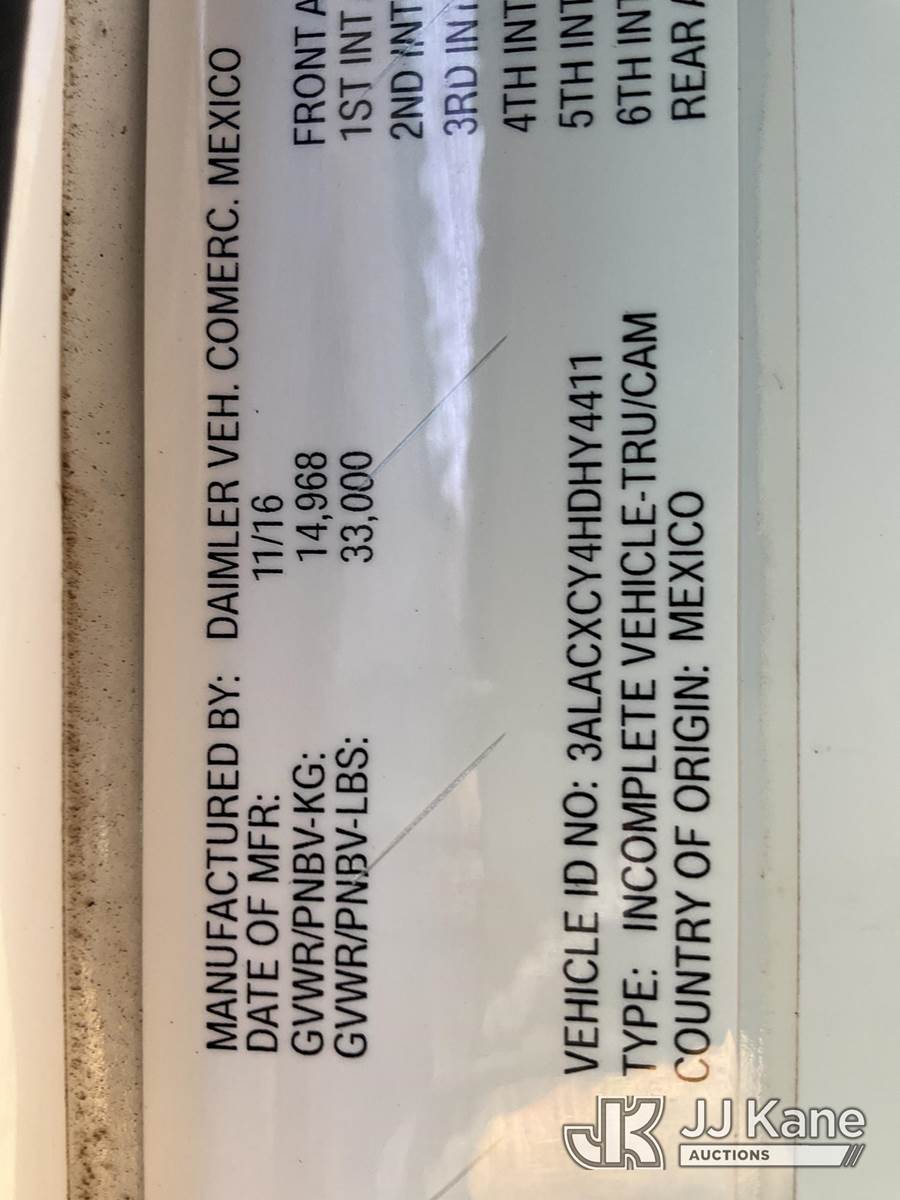 MANUFACTURED BY: DAIMLER VEH. COMERC. MEXICO
DATE OF MFR: 11/16
GVWR/PNBV-KG: 14,968
GVWR/PNBV-LBS: 33,000
FRONT A
1ST INT
2ND INT
3RD INT
4TH INT
5TH INT
6TH INT
REAR A
VEHICLE ID NO: 3ALACXCY4HDHY4411
TYPE: INCOMPLETE VEHICLE-TRU/CAM
COUNTRY OF ORIGIN: MEXICO
JK JJ Kane
AUCTIONS